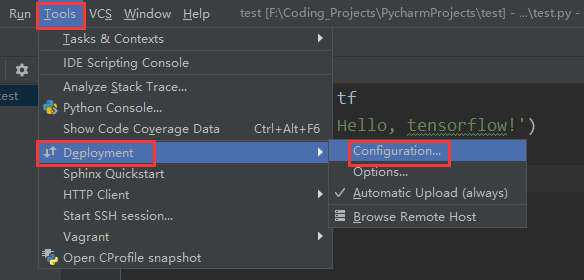 Run Tools VCS Window Help test [F:\Coding_Projects\PycharmProjects\test] - ...\test.py -
Tasks & Contexts
IDE Scripting Console
test
Analyze Stack Trace...
tf
Python Console...
Show Code Coverage Data Ctrl+Alt+F6
Hello, tensorflow!')
Deployment
Configuration...
Sphinx Quickstart
Options...
HTTP Client
Automatic Upload (always)
Start SSH session...
Browse Remote Host
Vagrant
Open CProfile snapshot